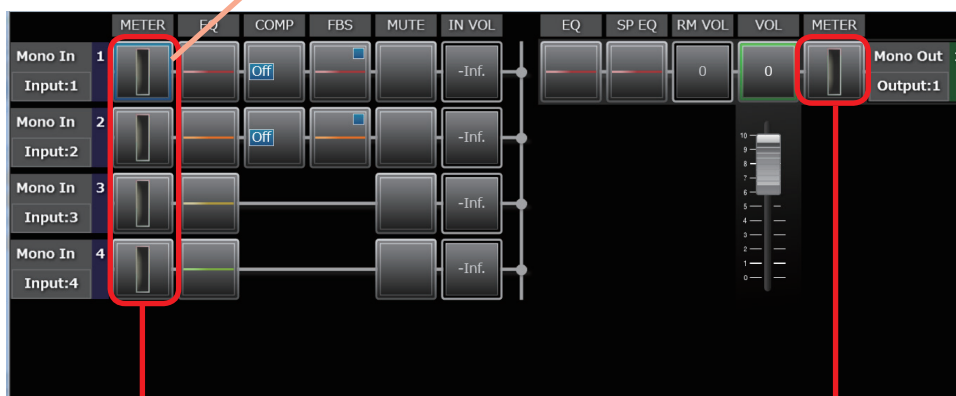 METER EQ COMP FBS MUTE IN VOL EQ SP EQ RM VOL VOL METER
Mono In 1 Off -Inf. 0 0 Mono Out
Input:1 Output:1
Mono In 2 Off -Inf.
Input:2
Mono In 3 -Inf.
Input:3
Mono In 4 -Inf.
Input:4
10
9
8
7
6
5
4
3
2
1
0